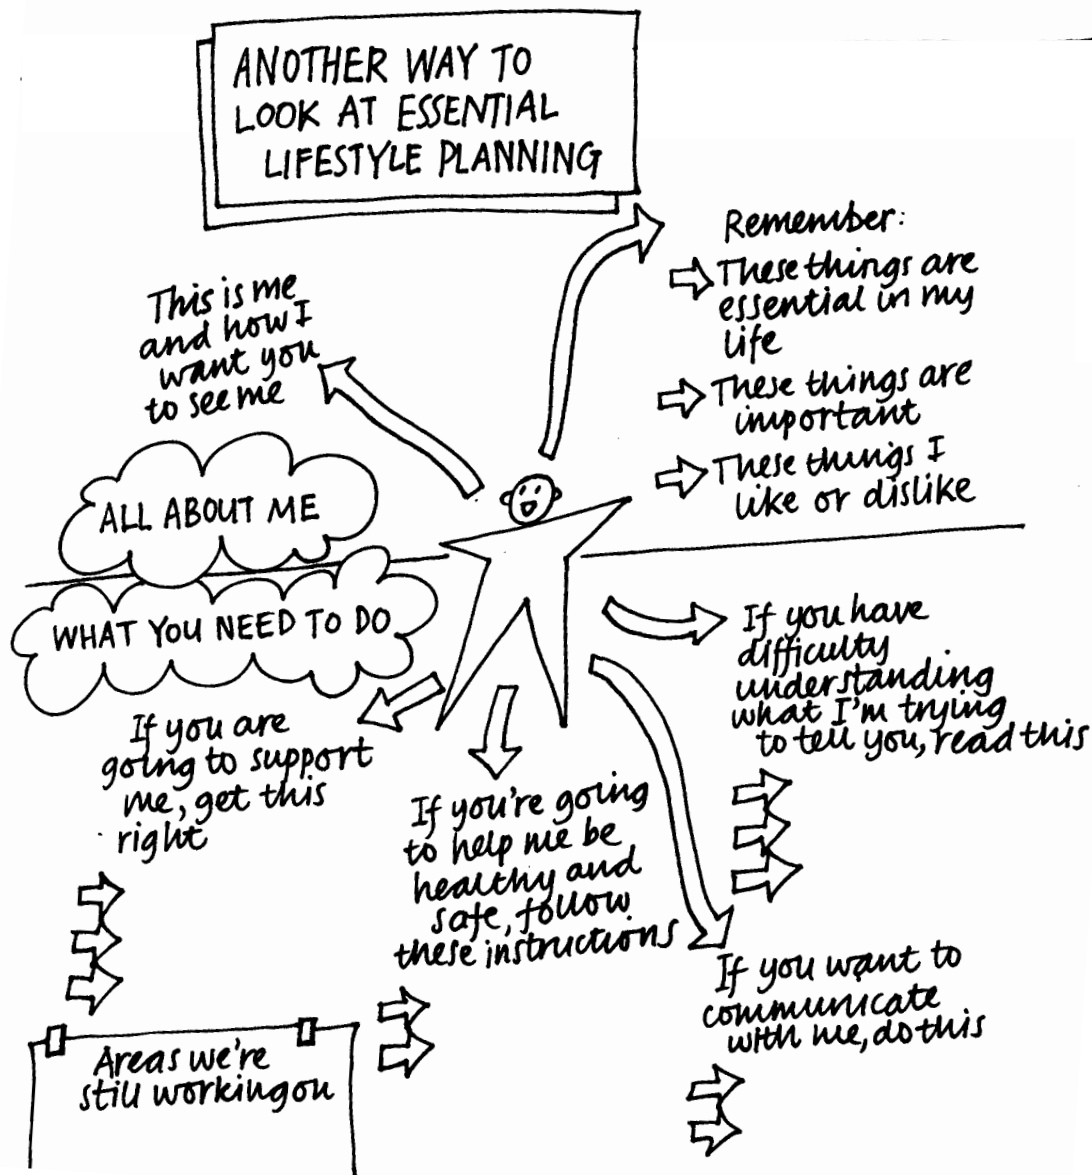 ANOTHER WAY TO
LOOK AT ESSENTIAL
LIFESTYLE PLANNING
This is me
and how I
want you
to see me
Remember:
These things are
essential in my
life
These things are
important
These things I
like or dislike
ALL ABOUT ME
WHAT YOU NEED TO DO
If you are
going to support
me, get this
right
If you're going
to help me be
healthy and
safe, follow
these instructions
If you have
difficulty
understanding
what I'm trying
to tell you, read this
If you want to
communicate
with me, do this
Areas we're
still working on